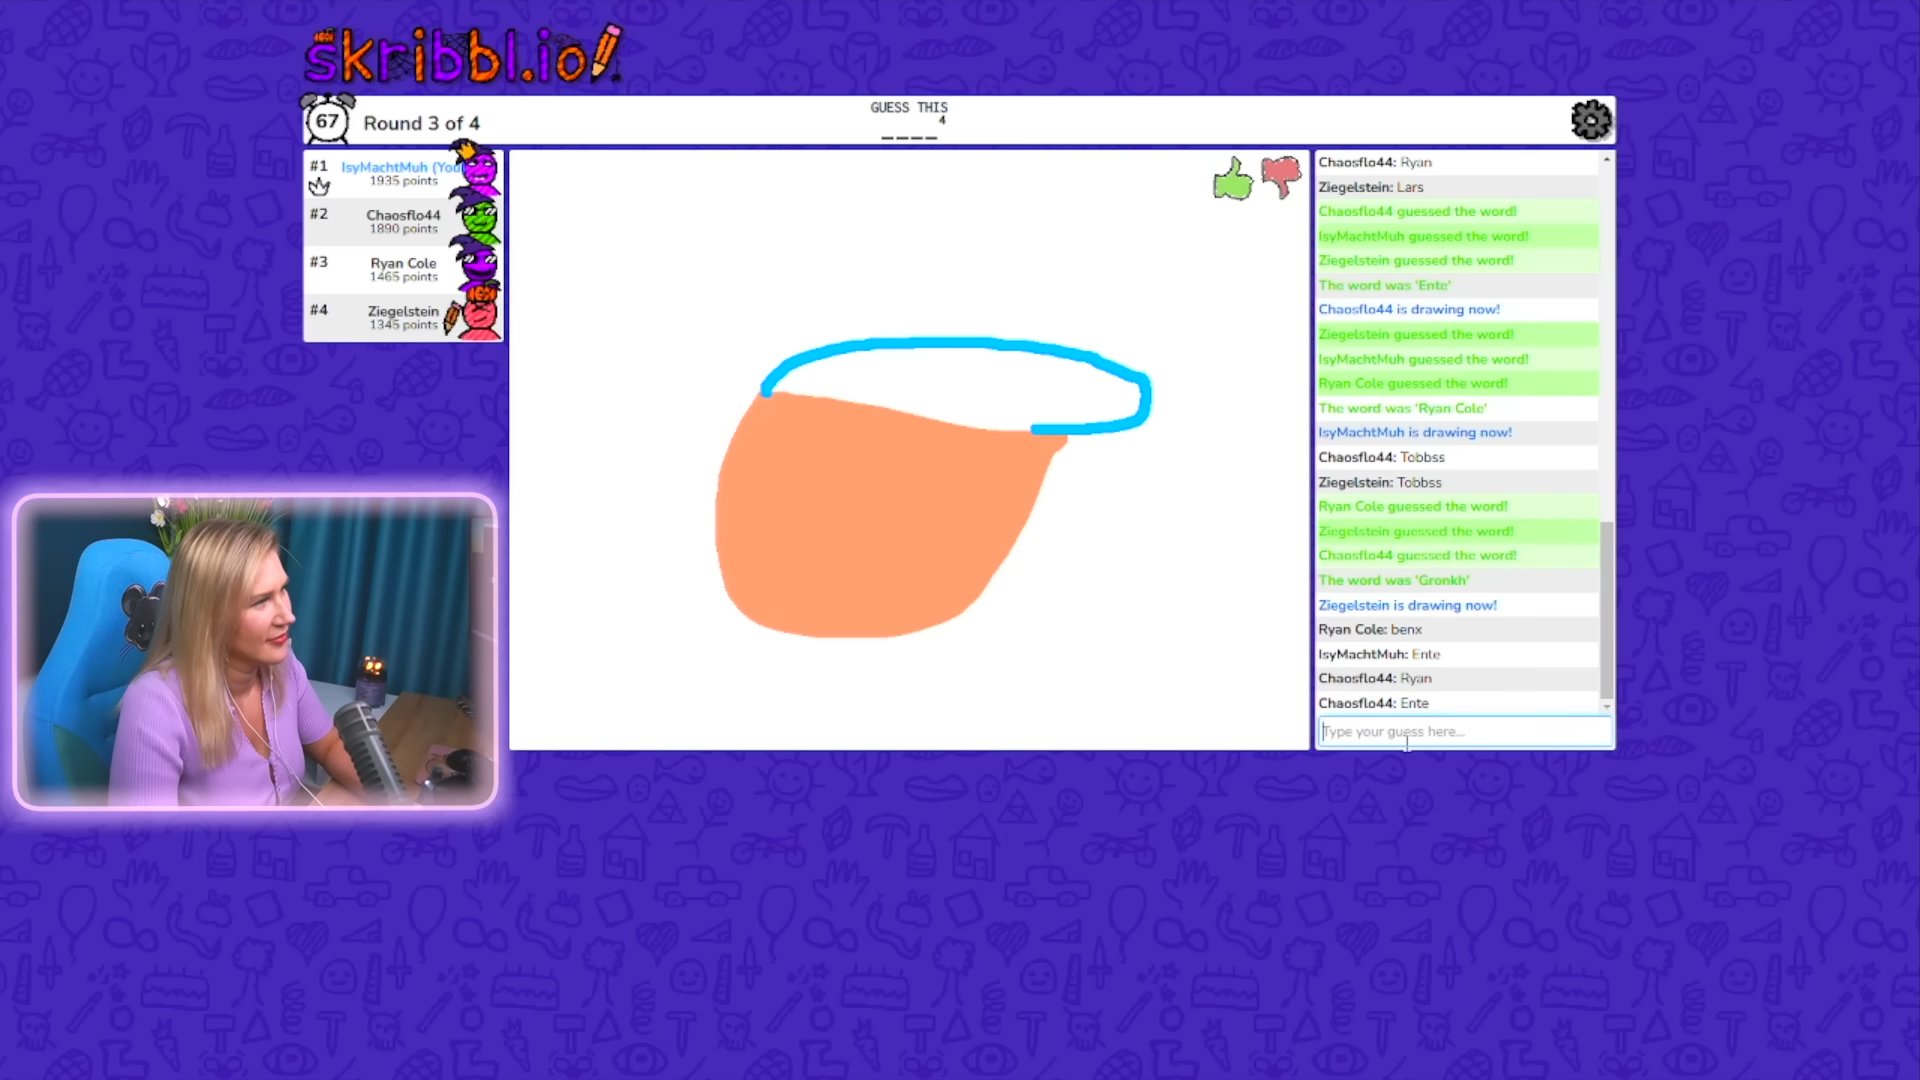 skribbl.io
67
Round 3 of 4
GUESS THIS
____ 4
#1
IsyMachtMuh (You
1935 points
#2
Chaosflo44
1890 points
#3
Ryan Cole
1465 points
#4
Ziegelstein
1345 points
Chaosflo44: Ryan
Ziegelstein: Lars
Chaosflo44 guessed the word!
IsyMachtMuh guessed the word!
Ziegelstein guessed the word!
The word was 'Ente'
Chaosflo44 is drawing now!
Ziegelstein guessed the word!
IsyMachtMuh guessed the word!
Ryan Cole guessed the word!
The word was 'Ryan Cole'
IsyMachtMuh is drawing now!
Chaosflo44: Tobbss
Ziegelstein: Tobbss
Ryan Cole guessed the word!
Ziegelstein guessed the word!
Chaosflo44 guessed the word!
The word was 'Gronkh'
Ziegelstein is drawing now!
Ryan Cole: benx
IsyMachtMuh: Ente
Chaosflo44: Ryan
Chaosflo44: Ente
Type your guess here...